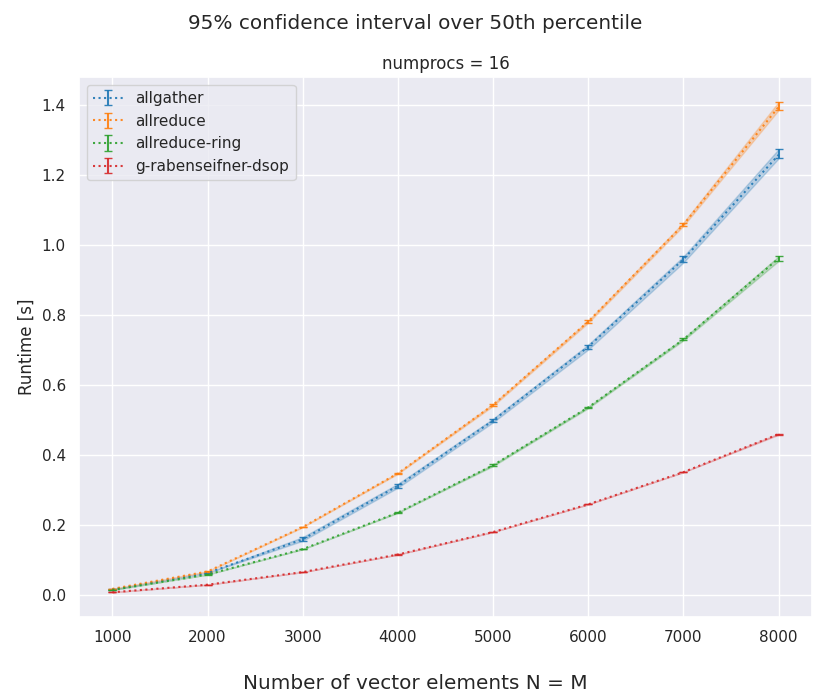 95% confidence interval over 50th percentile
numprocs = 16
allgather
allreduce
allreduce-ring
g-rabenseifner-dsop
Runtime [s]
1.4
1.2
1.0
0.8
0.6
0.4
0.2
0.0
1000 2000 3000 4000 5000 6000 7000 8000
Number of vector elements N = M